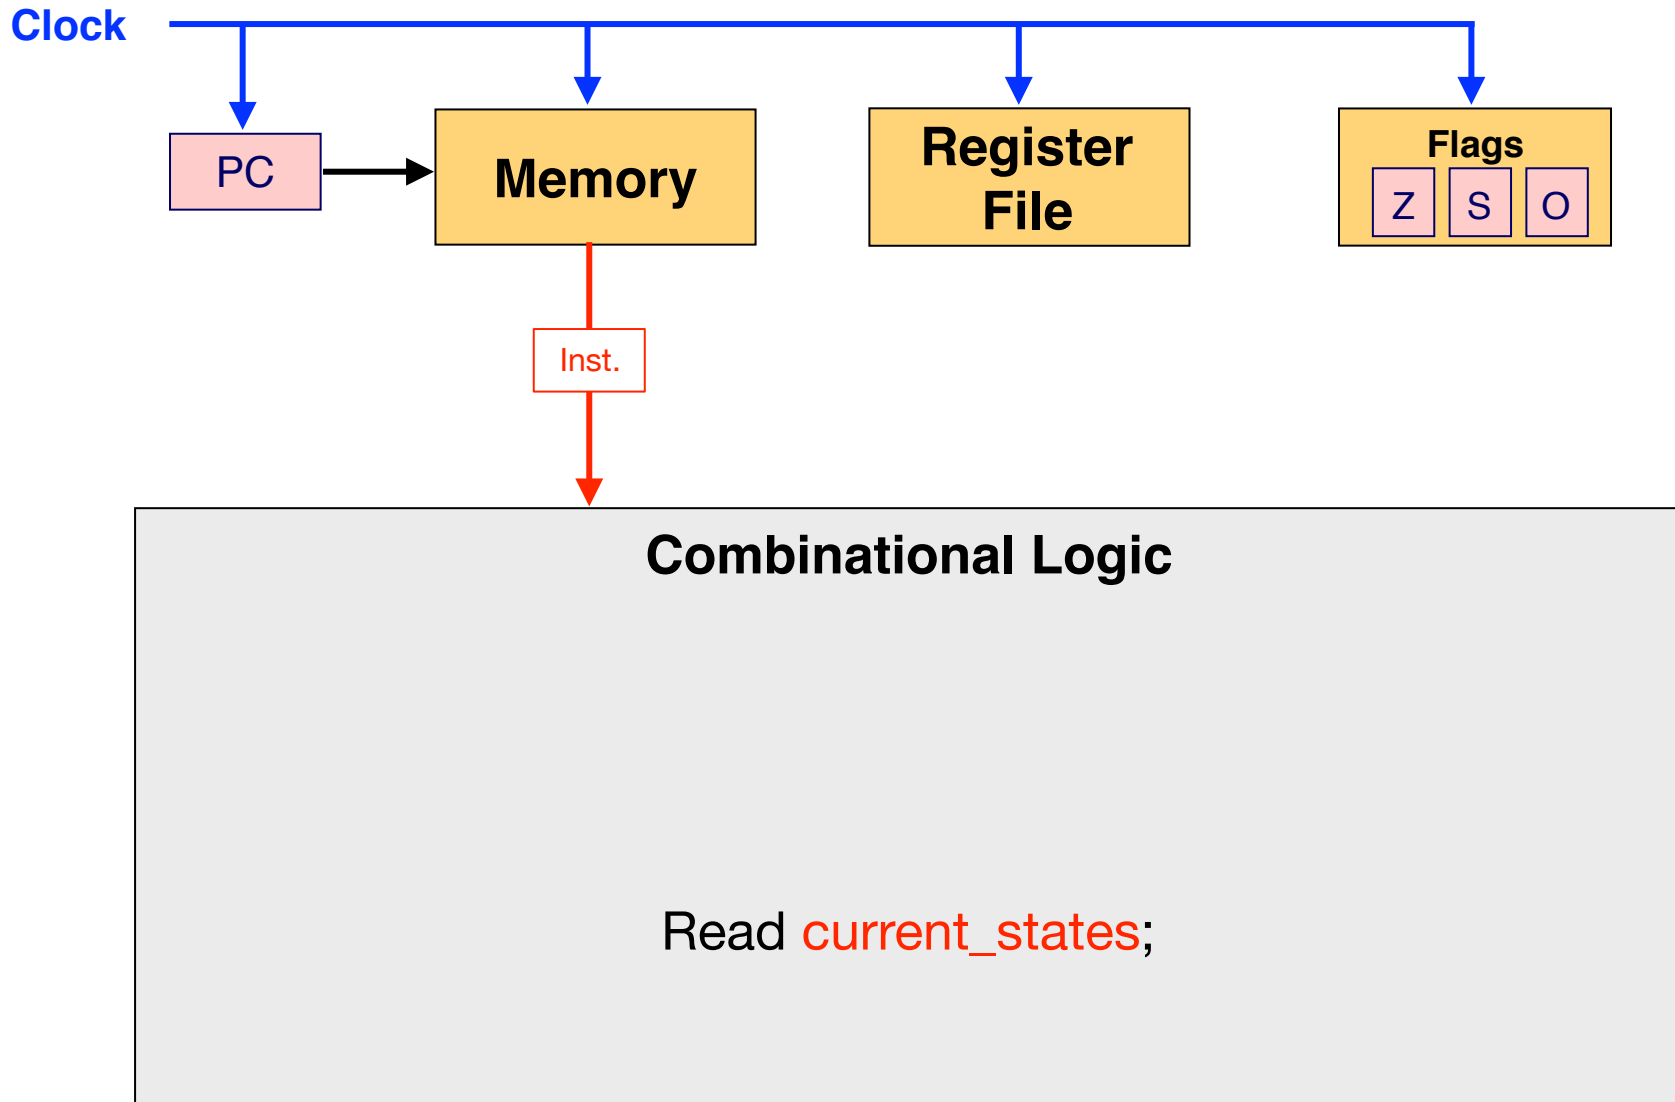 Clock
PC
Memory
Register
File
Flags
Z S O
Inst.
Combinational Logic
Read current_states;